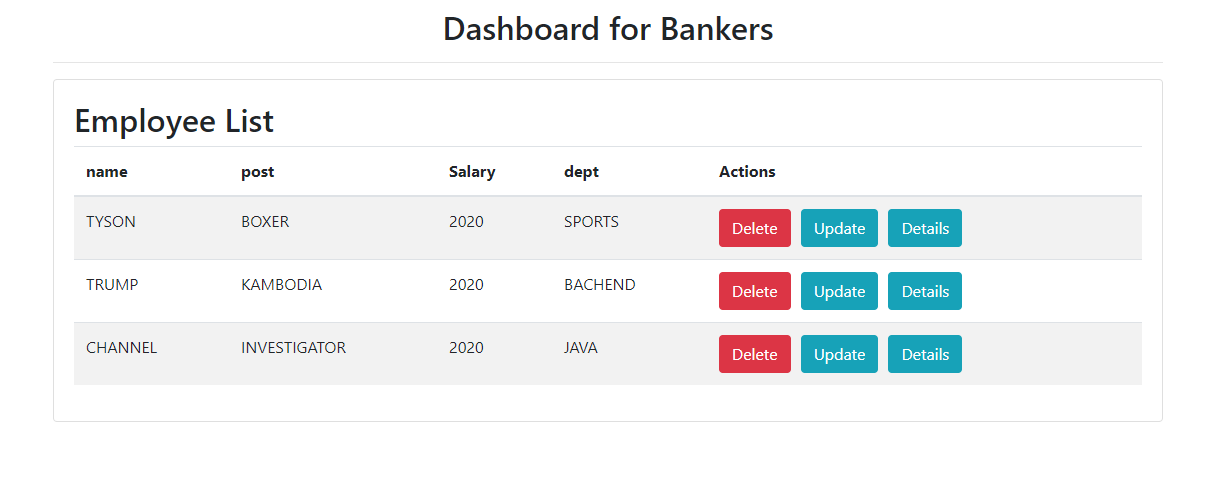 Dashboard for Bankers
Employee List
name post Salary dept Actions
TYSON BOXER 2020 SPORTS Delete Update Details
TRUMP KAMBODIA 2020 BACHEND Delete Update Details
CHANNEL INVESTIGATOR 2020 JAVA Delete Update Details